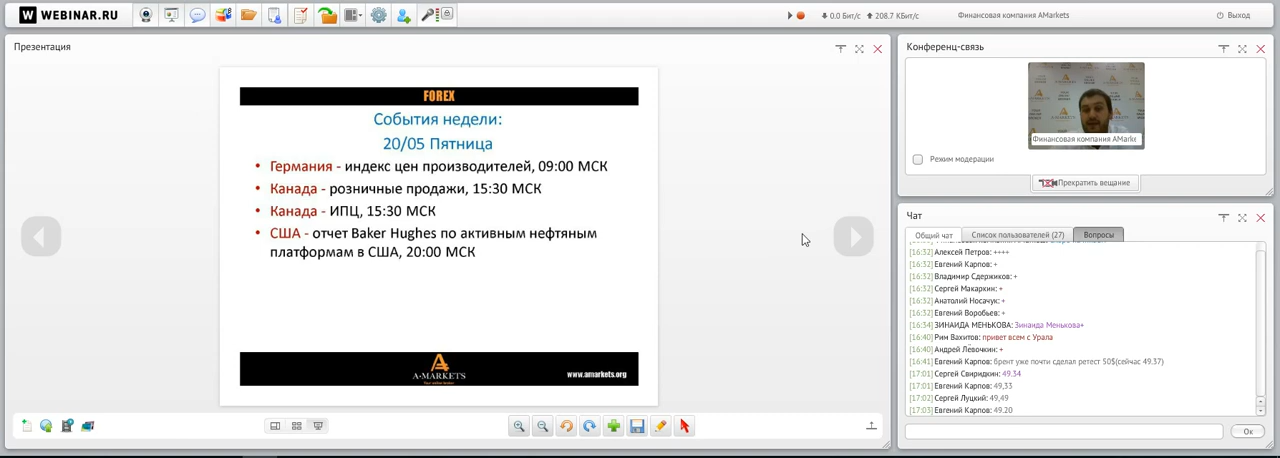 W WEBINAR.RU
0.0 Бит/с
208.7 КБит/с
Финансовая компания AMarkets
Выход
Презентация
FOREX
События недели:
20/05 Пятница
• Германия - индекс цен производителей, 09:00 МСК
• Канада - розничные продажи, 15:30 МСК
• Канада - ИПЦ, 15:30 МСК
• США - отчет Baker Hughes по активным нефтяным
платформам в США, 20:00 МСК
A-MARKETS
www.amarkets.org
Конференц-связь
Финансовая компания AMarke
Режим модерации
Прекратить вещание
Чат
Общий чат
Список пользователей (27)
Вопросы
[16:32] Алексей Петров: ++++
[16:32] Евгений Карпов: +
[16:32] Владимир Сдержиков: +
[16:32] Сергей Макархин: +
[16:32] Анатолий Носачук: +
[16:32] Евгений Воробьев: +
[16:34] ЗИНАИДА МЕНЬКОВА: Зинаида Менькова+
[16:40] Рим Вахитов: привет всем с Урала
[16:40] Андрей Лёвочкин: +
[16:41] Евгений Карпов: брент уже почти сделал ретест 50$(сейчас 49.37)
[17:01] Сергей Свиридкин: 49.34
[17:01] Евгений Карпов: 49,33
[17:02] Сергей Луцкий: 49,49
[17:03] Евгений Карпов: 49.20
Ок